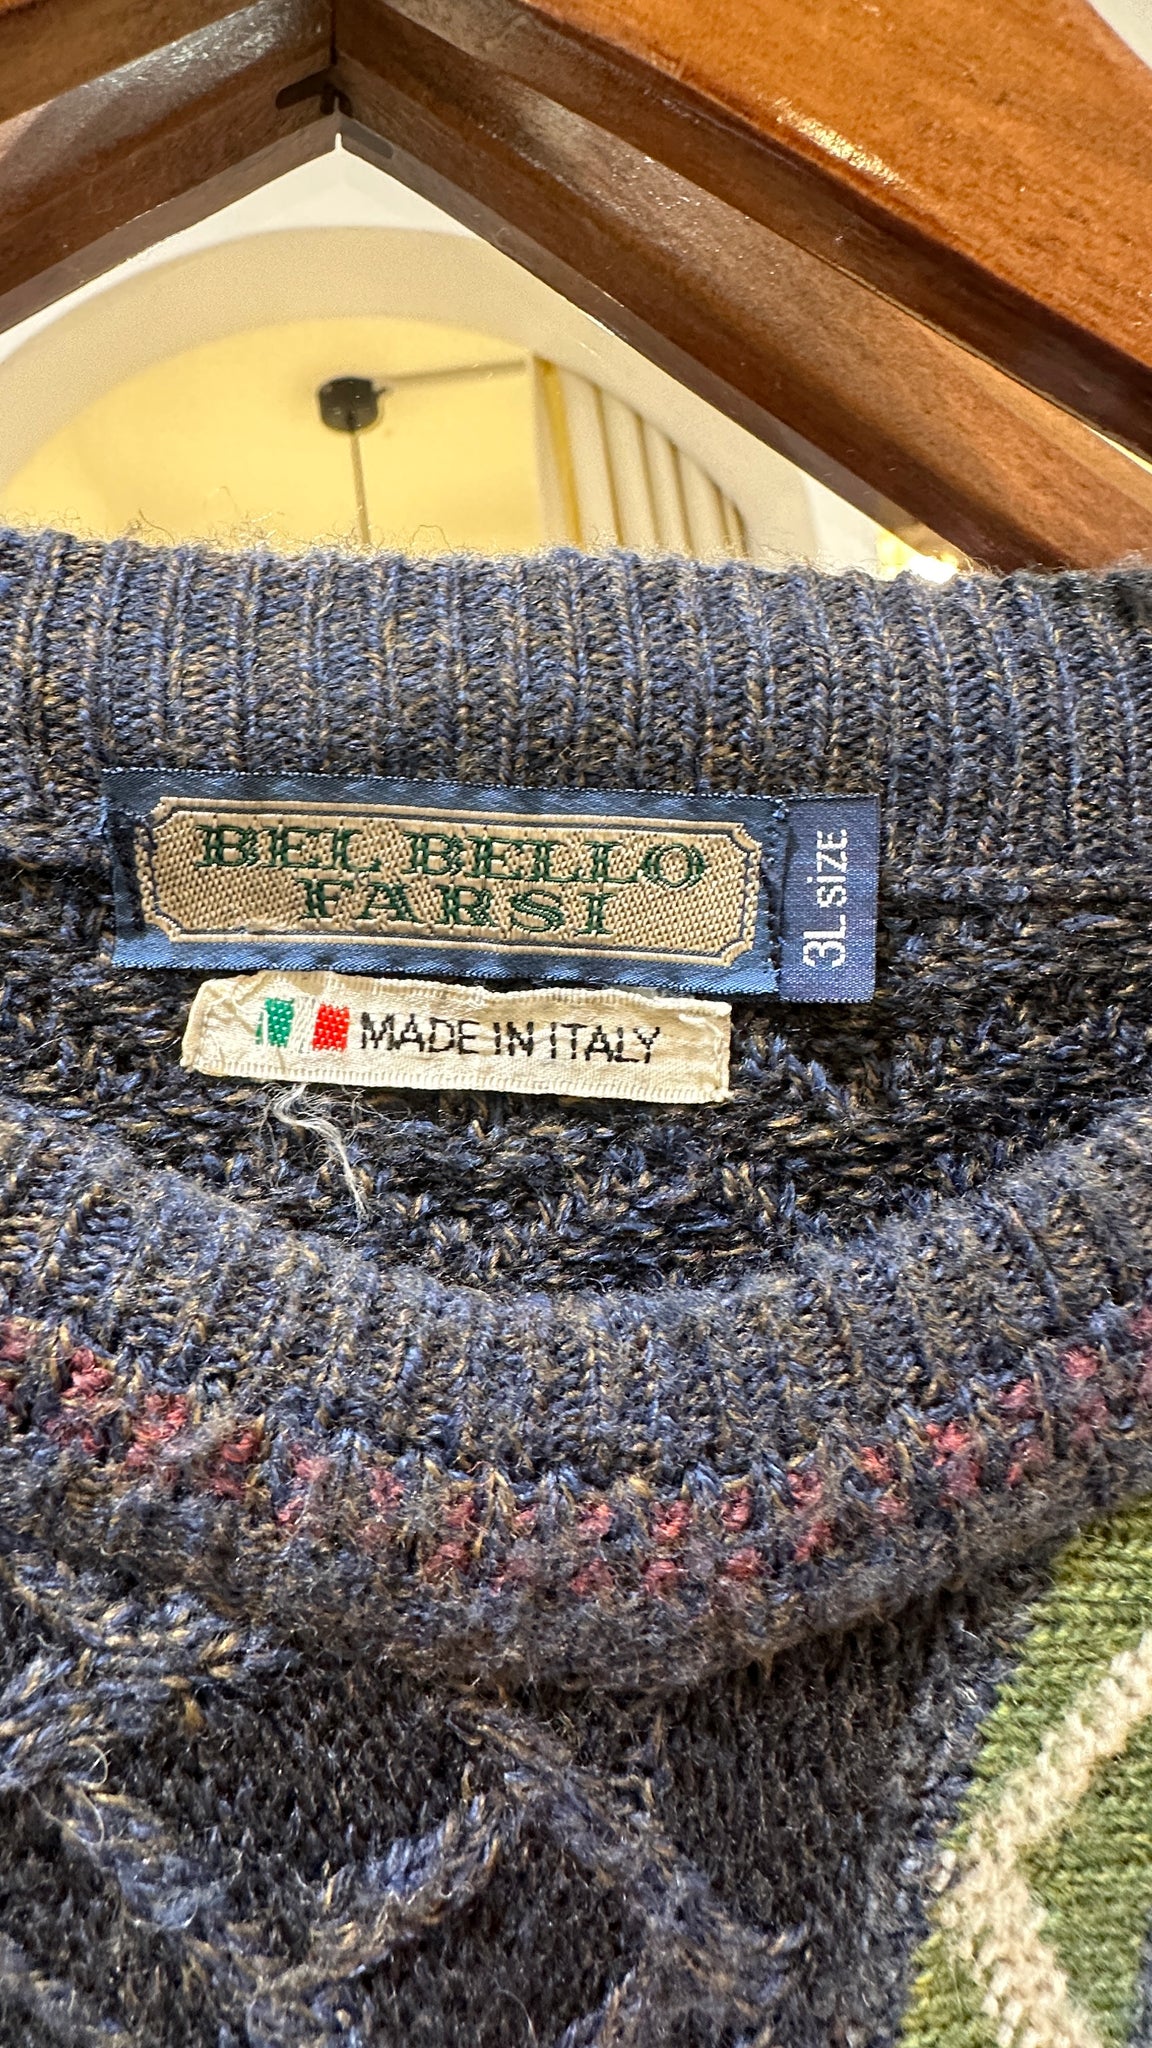 BEL BELLO
FARSI
3L SIZE
MADE IN ITALY